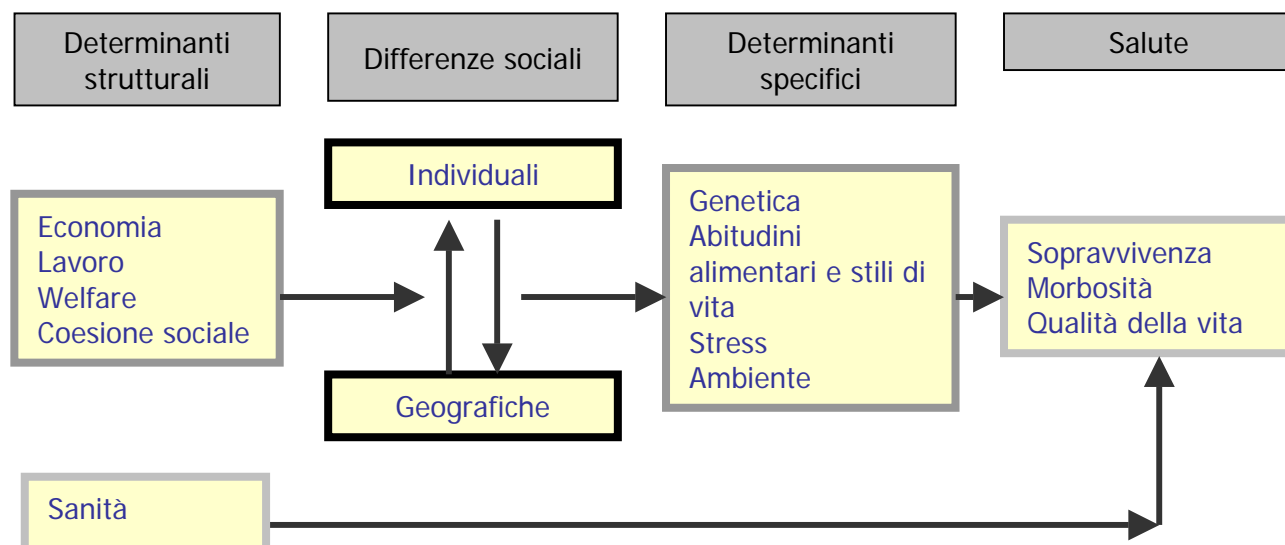 Determinanti
strutturali
Differenze sociali
Determinanti
specifici
Salute
Individuali
Economia
Lavoro
Welfare
Coesione sociale
Geografiche
Genetica
Abitudini
alimentari e stili di
vita
Stress
Ambiente
Sopravvivenza
Morbosità
Qualità della vita
Sanità